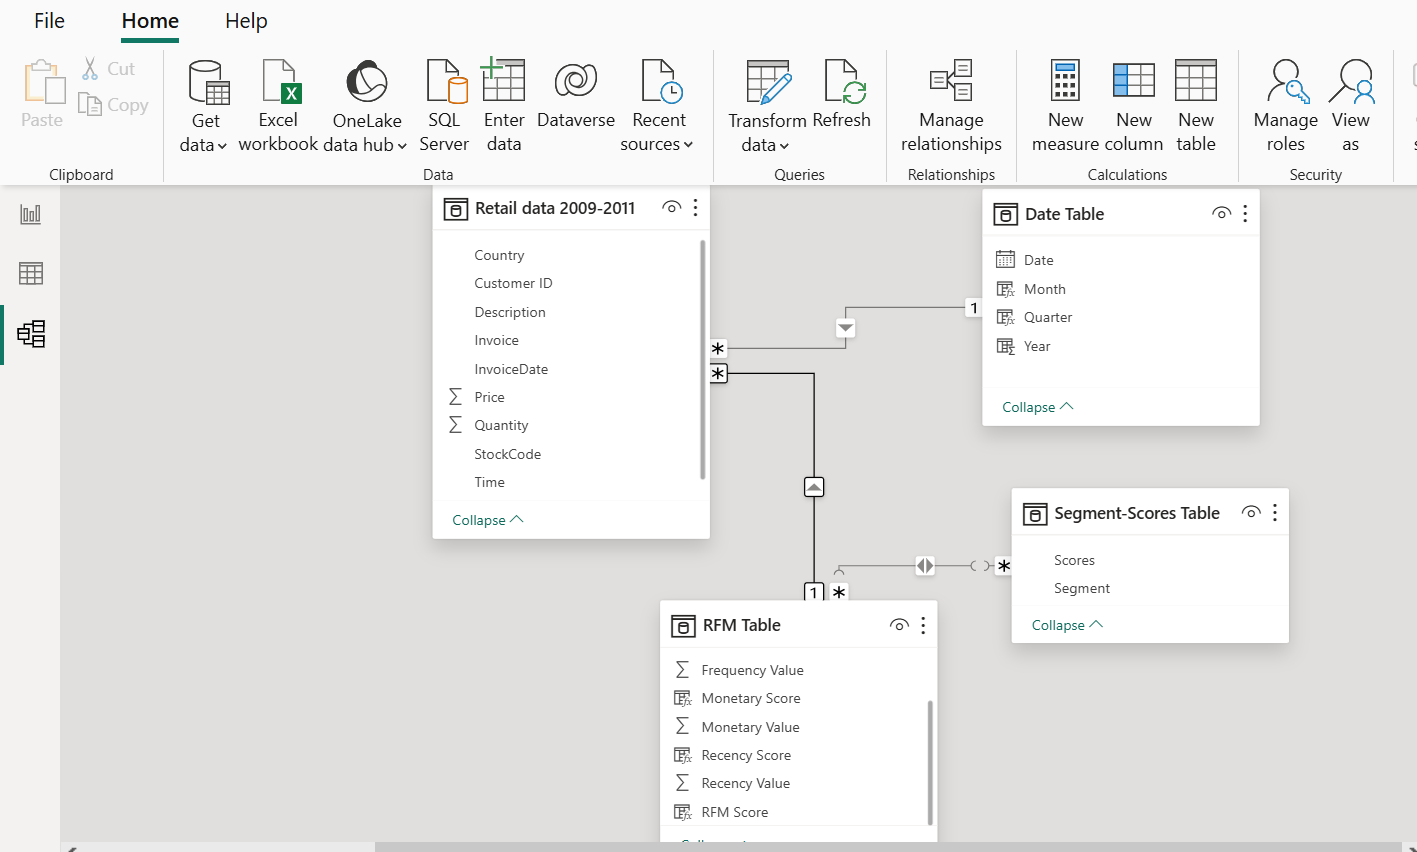 File Home Help
Paste
Cut
Copy
Get data
Excel workbook
OneLake data hub
SQL Server
Enter data
Dataverse
Recent sources
Transform data
Refresh
Manage relationships
New measure
New column
New table
Manage roles
View as
Clipboard
Data
Queries
Relationships
Calculations
Security
Retail data 2009-2011
Country
Customer ID
Description
Invoice
InvoiceDate
Price
Quantity
StockCode
Time
Collapse
*
*
1
Date Table
Date
Month
Quarter
Year
Collapse
Segment-Scores Table
Scores
Segment
Collapse
*
1 *
RFM Table
Frequency Value
Monetary Score
Monetary Value
Recency Score
Recency Value
RFM Score